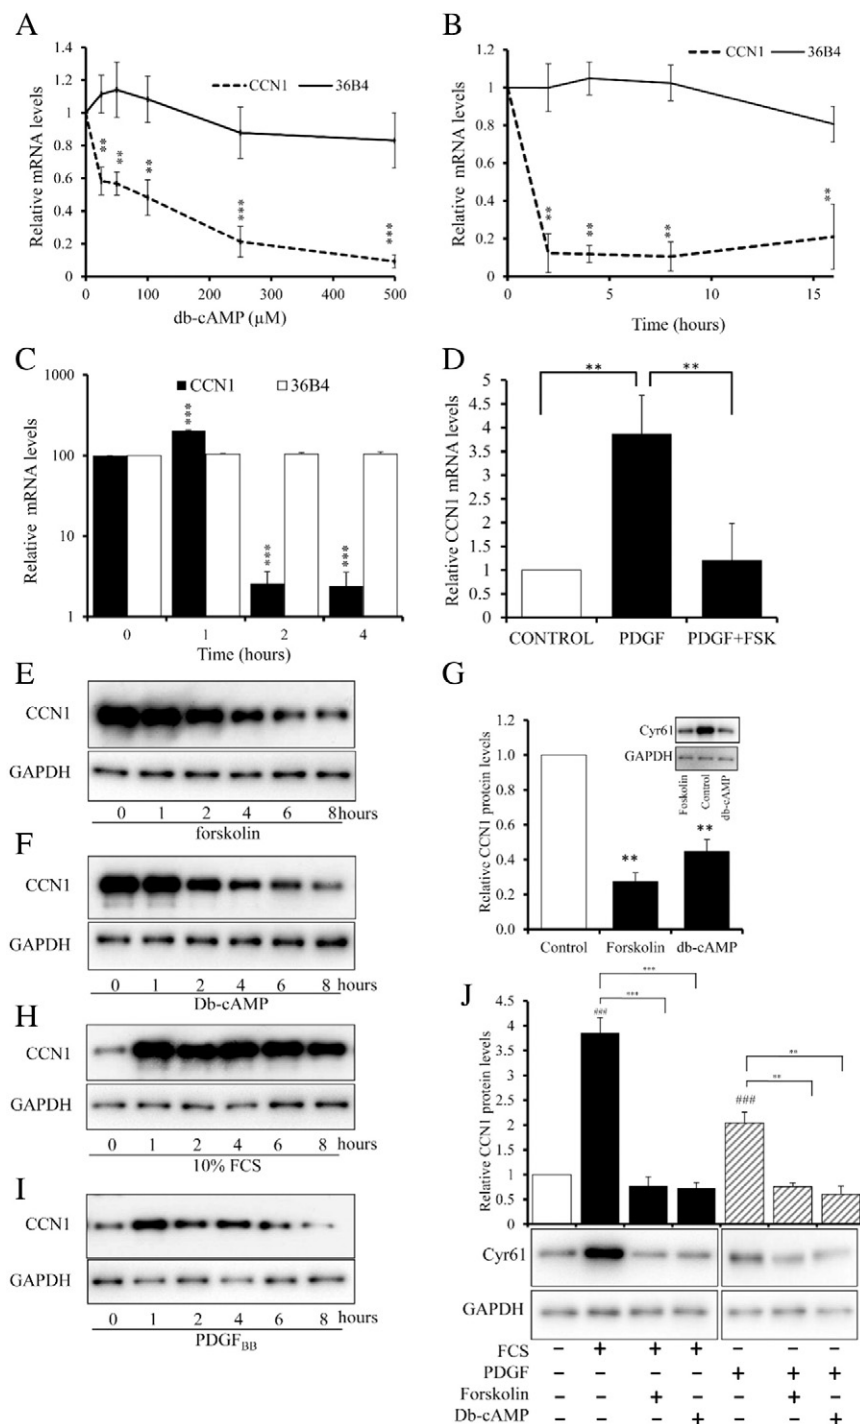 A
1.4
1.2
1
0.8
0.6
0.4
0.2
0
CCN1 36B4
** ** ** *** ***
Relative mRNA levels
0 100 200 300 400 500
db-cAMP (µM)
B
1.2
1
0.8
0.6
0.4
0.2
0
CCN1 36B4
** ** ** **
Relative mRNA levels
0 5 10 15
Time (hours)
C
1000
100
10
1
CCN1 36B4
*** *** ***
Relative mRNA levels
0 1 2 4
Time (hours)
D
5
4.5
4
3.5
3
2.5
2
1.5
1
0.5
0
** **
Relative CCN1 mRNA levels
CONTROL PDGF PDGF+FSK
E
CCN1
GAPDH
0 1 2 4 6 8hours
forskolin
F
CCN1
GAPDH
0 1 2 4 6 8 hours
Db-cAMP
G
1.2
1.0
0.8
0.6
0.4
0.2
0.0
Relative CCN1 protein levels
Cyr61
GAPDH
Foskolin
Control
db-cAMP
** **
Control Forskolin db-cAMP
H
CCN1
GAPDH
0 1 2 4 6 8 hours
10% FCS
I
CCN1
GAPDH
0 1 2 4 6 8 hours
PDGFBB
J
4.5
4
3.5
3
2.5
2
1.5
1
0.5
0
Relative CCN1 protein levels
***
***
###
**
**
###
Cyr61
GAPDH
FCS − + + + − − −
PDGF − − − − + + +
Forskolin − − + − − + −
Db-cAMP − − − + − − +